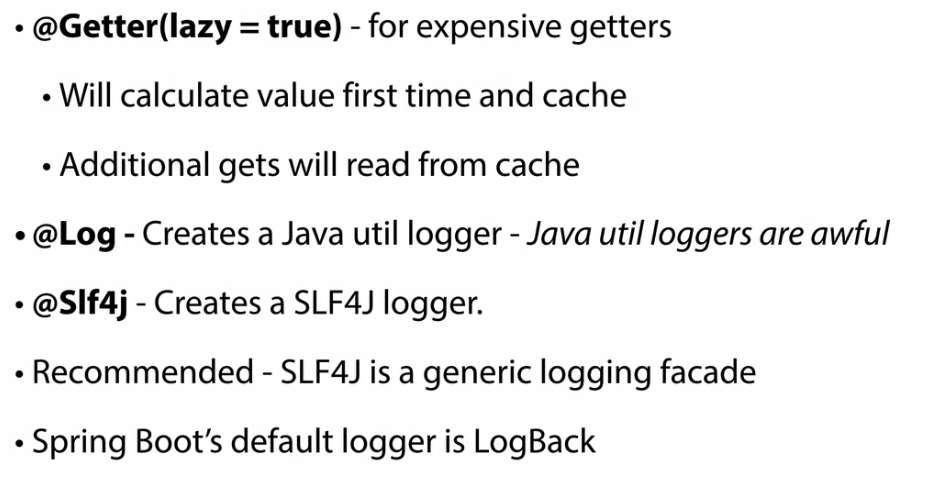 • @Getter(lazy = true) - for expensive getters
• Will calculate value first time and cache
• Additional gets will read from cache
• @Log - Creates a Java util logger - Java util loggers are awful
• @Slf4j - Creates a SLF4J logger.
• Recommended - SLF4J is a generic logging facade
• Spring Boot’s default logger is LogBack